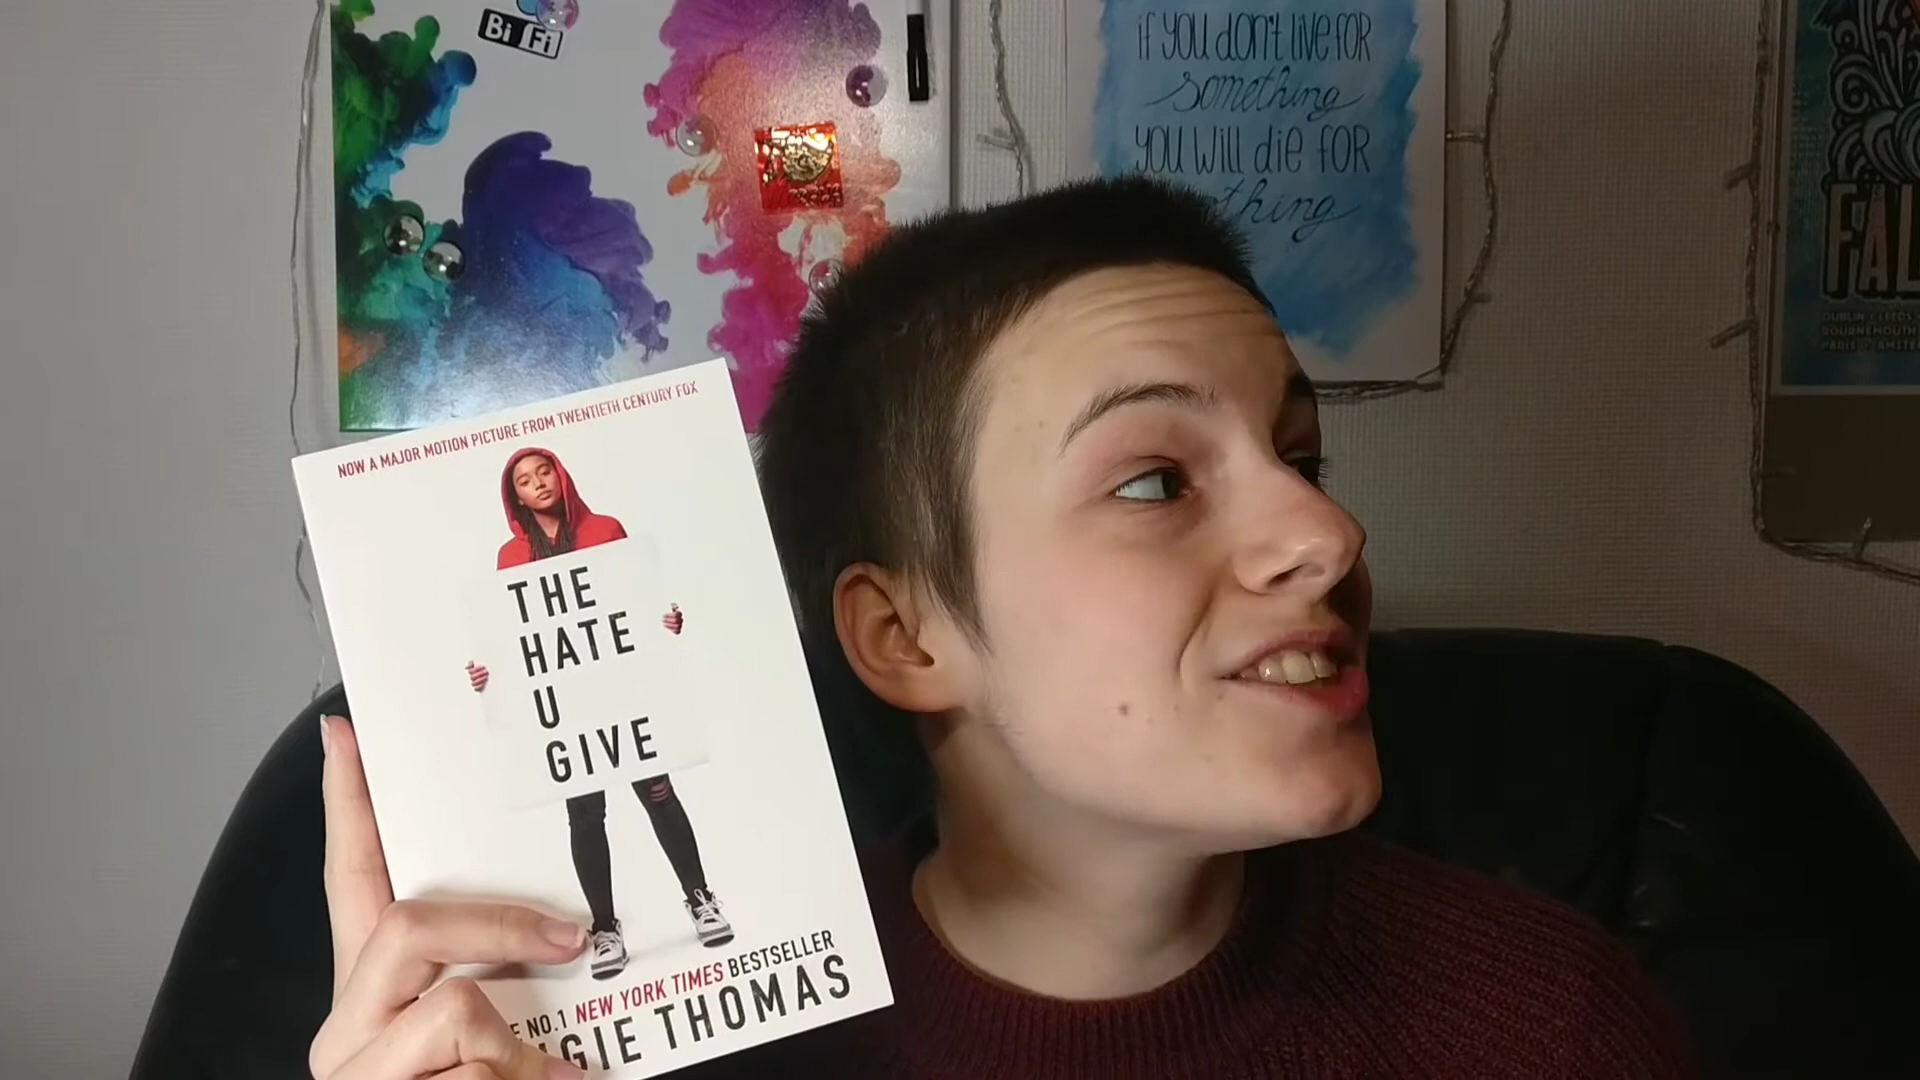 Bi Fi
if you don't live for
something
you will die for
thing
FAL
DUBLIN • LEEDS
BOURNEMOUTH
PARIS • AMSTE
NOW A MAJOR MOTION PICTURE FROM TWENTIETH CENTURY FOX
THE
HATE
U
GIVE
E NO.1 NEW YORK TIMES BESTSELLER
GIE THOMAS